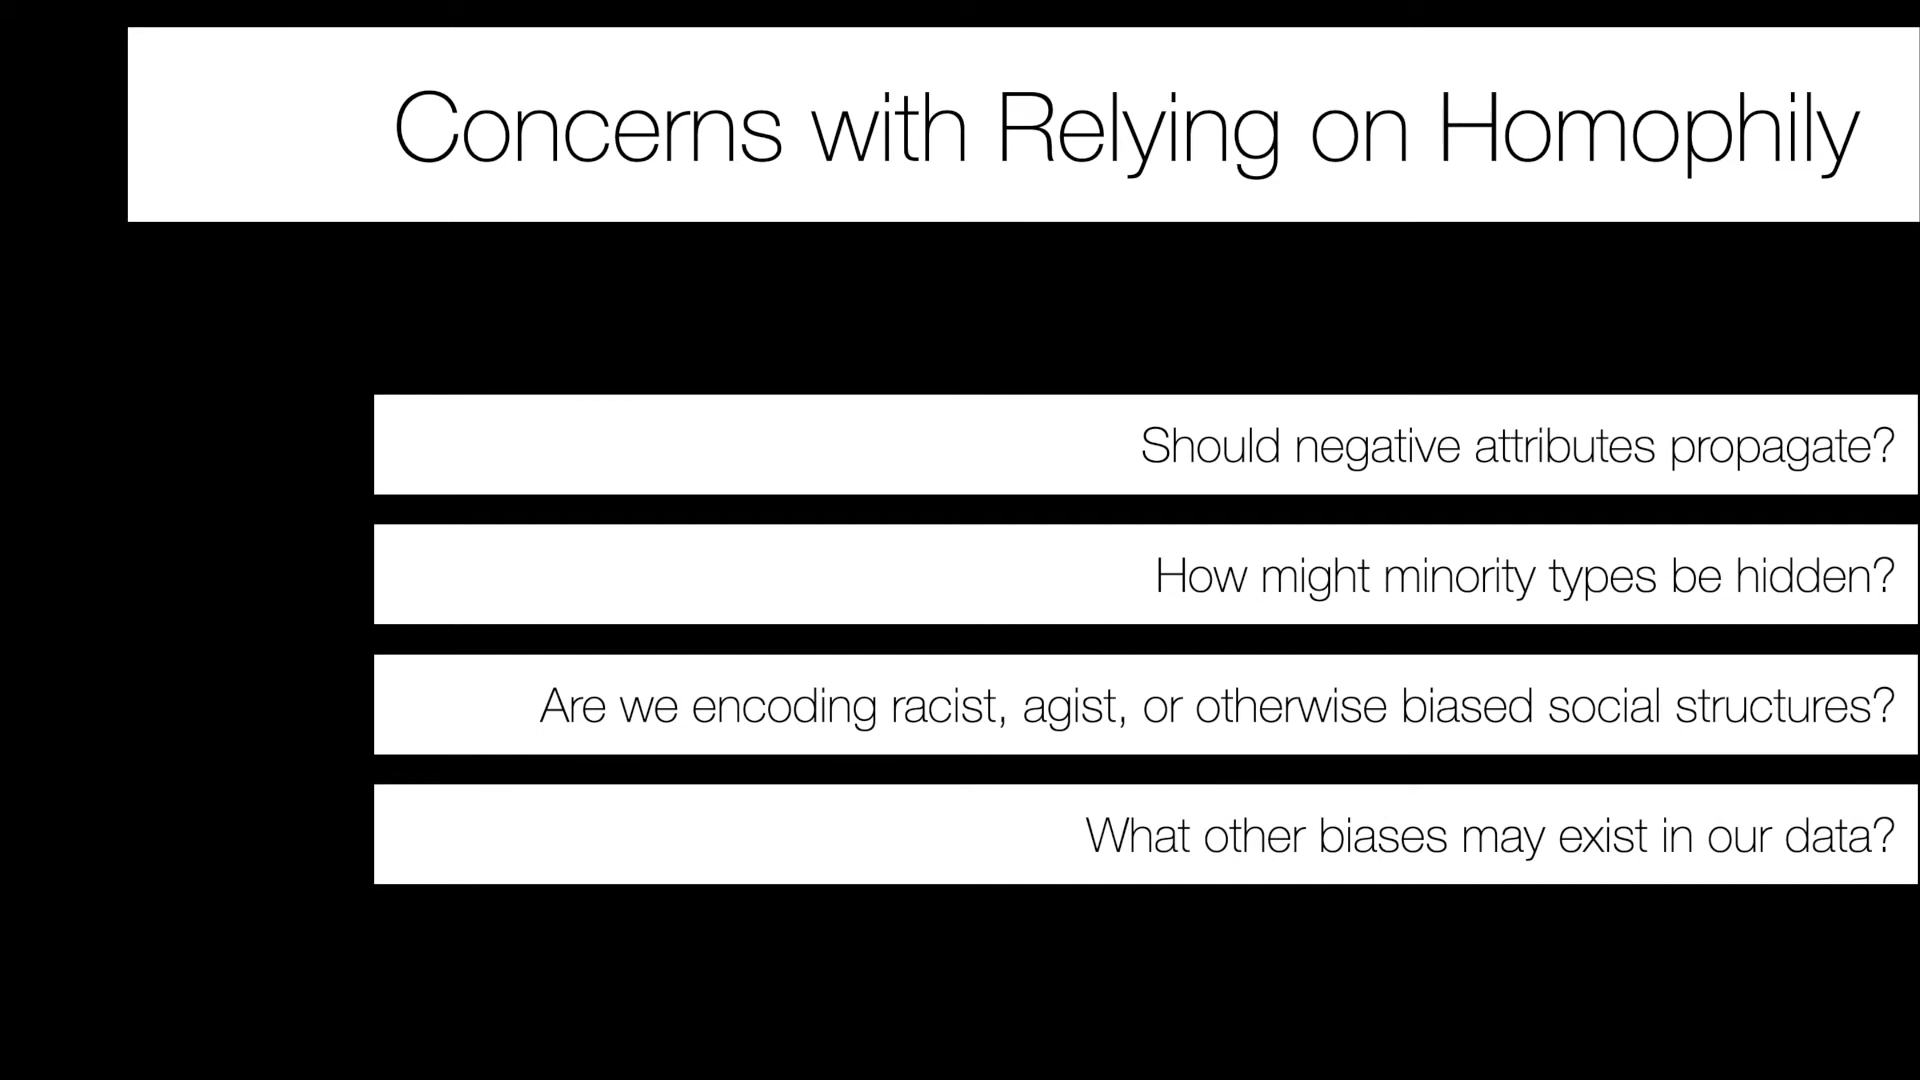 Concerns with Relying on Homophily
Should negative attributes propagate?
How might minority types be hidden?
Are we encoding racist, agist, or otherwise biased social structures?
What other biases may exist in our data?